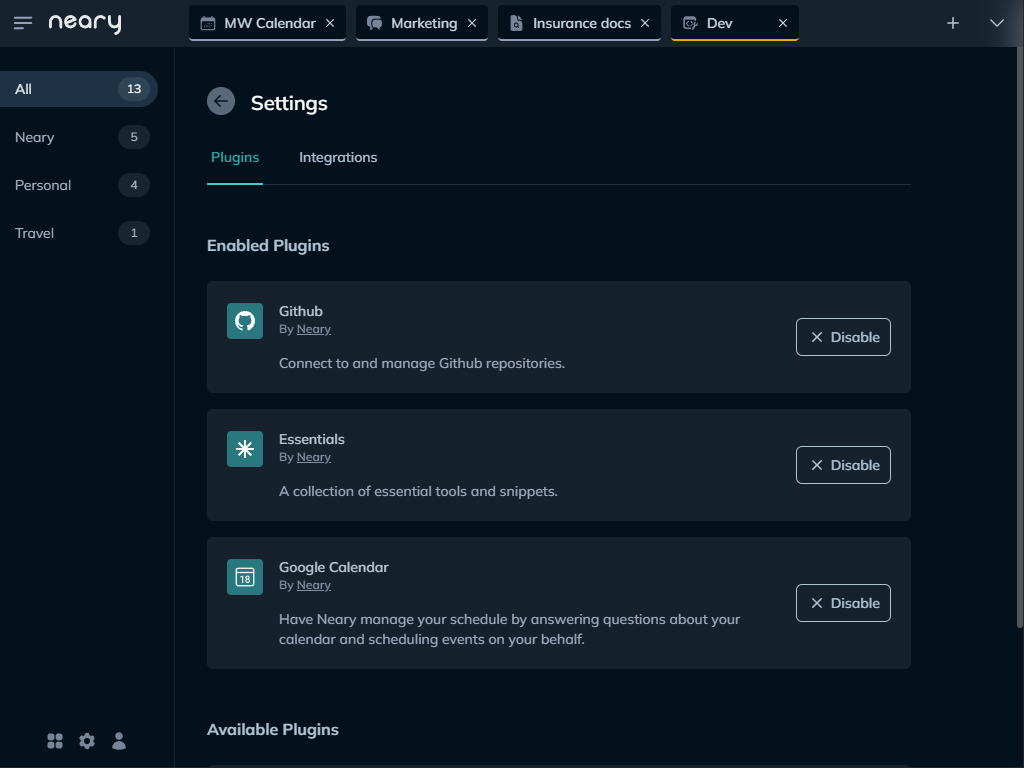 neary
MW Calendar
Marketing
Insurance docs
Dev
All 13
Neary 5
Personal 4
Travel 1
Settings
Plugins Integrations
Enabled Plugins
Github
By Neary
Connect to and manage Github repositories.
Disable
Essentials
By Neary
A collection of essential tools and snippets.
Disable
18
Google Calendar
By Neary
Have Neary manage your schedule by answering questions about your
calendar and scheduling events on your behalf.
Disable
Available Plugins